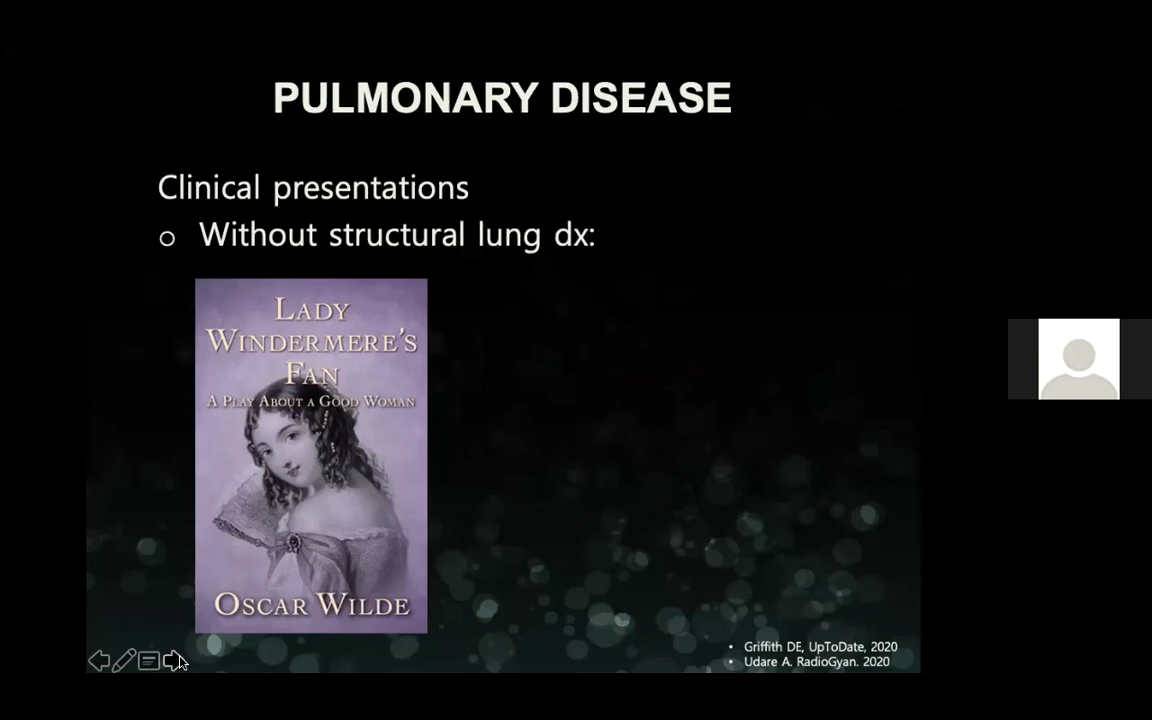 PULMONARY DISEASE
Clinical presentations
o Without structural lung dx:
LADY
WINDERMERE'S
FAN
A PLAY ABOUT A GOOD WOMAN
OSCAR WILDE
• Griffith DE, UpToDate, 2020
• Udare A. RadioGyan. 2020